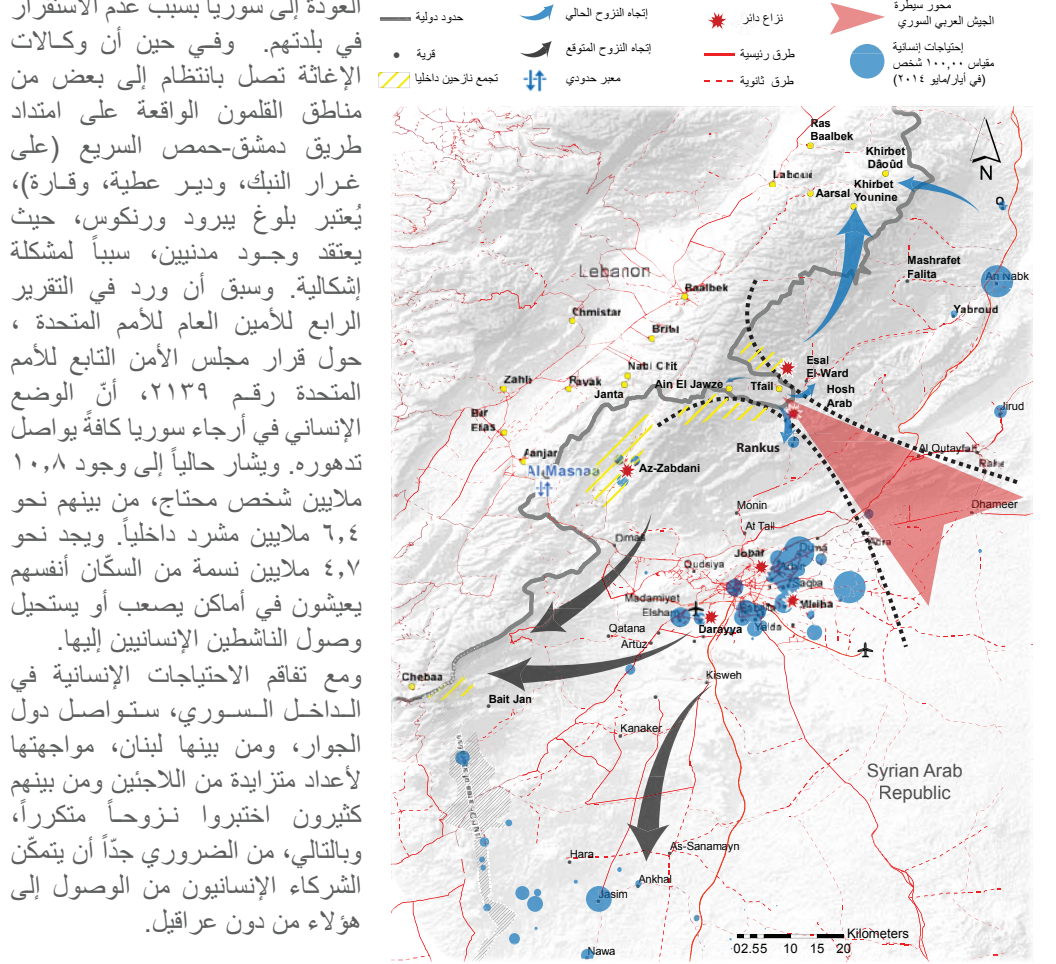 العودة إلى سوريا بسبب عدم الاستقرار
في بلدتهم. وفي حين أن وكالات
الإغاثة تصل بانتظام إلى بعض من
مناطق القلمون الواقعة على امتداد
طريق دمشق-حمص السريع (على
غرار النبك، ودير عطية، وقارة)،
يُعتبر بلوغ يبرود ورنكوس، حيث
يعتقد وجود مدنيين، سبباً لمشكلة
إشكالية. وسبق أن ورد في التقرير
الرابع للأمين العام للأمم المتحدة ،
حول قرار مجلس الأمن التابع للأمم
المتحدة رقم ٢١٣٩، أنّ الوضع
الإنساني في أرجاء سوريا كافةً يواصل
تدهوره. ويشار حالياً إلى وجود ١٠,٨
ملايين شخص محتاج، من بينهم نحو
٦,٤ ملايين مشرد داخلياً. ويجد نحو
٤,٧ ملايين نسمة من السكّان أنفسهم
يعيشون في أماكن يصعب أو يستحيل
وصول الناشطين الإنسانيين إليها.
ومع تفاقم الاحتياجات الإنسانية في
الداخل السوري، ستواصل دول
الجوار، ومن بينها لبنان، مواجهتها
لأعداد متزايدة من اللاجئين ومن بينهم
كثيرون اختبروا نزوحاً متكرراً،
وبالتالي، من الضروري جدّاً أن يتمكّن
الشركاء الإنسانيون من الوصول إلى
هؤلاء من دون عراقيل.
محور سيطرة
الجيش العربي السوري
إحتياجات إنسانية
مقياس ١٠٠,٠٠ شخص
(في أيار/مايو ٢٠١٤)
نزاع دائر
طرق رئيسية
طرق ثانوية
إتجاه النزوح الحالي
إتجاه النزوح المتوقع
معبر حدودي
حدود دولية
قرية
تجمع نازحين داخليا
N
Ras
Baalbek
Khirbet
Dâoûd
Laboue
Aarsal
Khirbet
Younine
Mashrafet
Falita
An Nabk
Yabroud
Lebanon
Baalbek
Chmistar
Brital
Nabi Chit
Zahle
Rayak
Janta
Ain El Jawze
Tfail
Esal
El-Ward
Hosh
Arab
Jirud
Bar
Elias
Anjar
Al Masnaa
Az-Zabdani
Rankus
Al Qutayfah
Dhameer
Monin
At Tall
Dmas
Jobar
Duma
Adra
Qudsiya
Arbin
Saqba
Madamiyet
Elsham
Mleiha
Darayya
Yalda
Qatana
Artuz
Chebaa
Bait Jan
Kisweh
Kanaker
Syrian Arab
Republic
Hara
As-Sanamayn
Ankhal
Jasim
Nawa
Kilometers
02.55 10 15 20